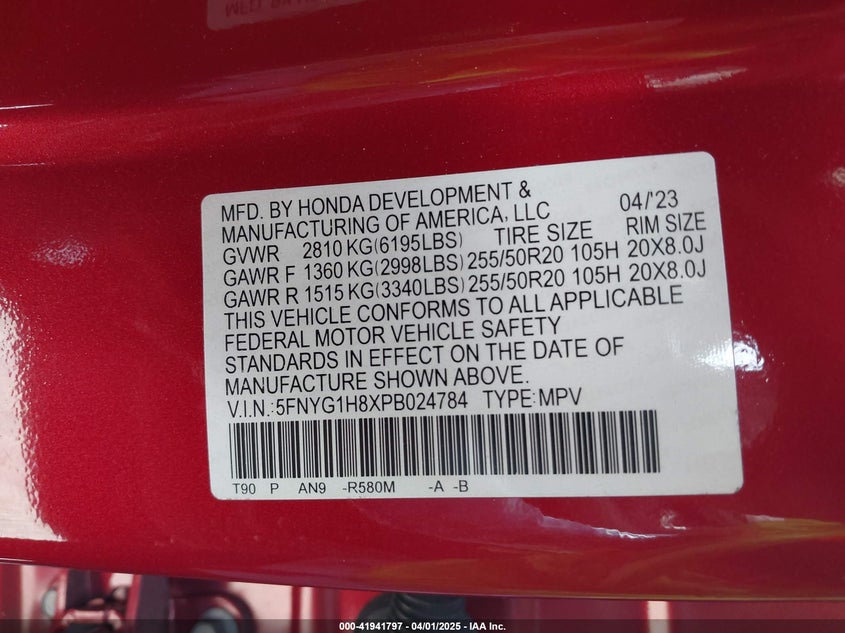 MFD. BY HONDA DEVELOPMENT & 04/'23
MANUFACTURING OF AMERICA, LLC
GVWR 2810 KG(6195LBS) TIRE SIZE RIM SIZE
GAWR F 1360 KG(2998LBS) 255/50R20 105H 20X8.0J
GAWR R 1515 KG(3340LBS) 255/50R20 105H 20X8.0J
THIS VEHICLE CONFORMS TO ALL APPLICABLE
FEDERAL MOTOR VEHICLE SAFETY
STANDARDS IN EFFECT ON THE DATE OF
MANUFACTURE SHOWN ABOVE.
V.I.N.:5FNYG1H8XPB024784 TYPE:MPV
T90 P AN9 -R580M -A -B
000-41941797 - 04/01/2025 - IAA Inc.